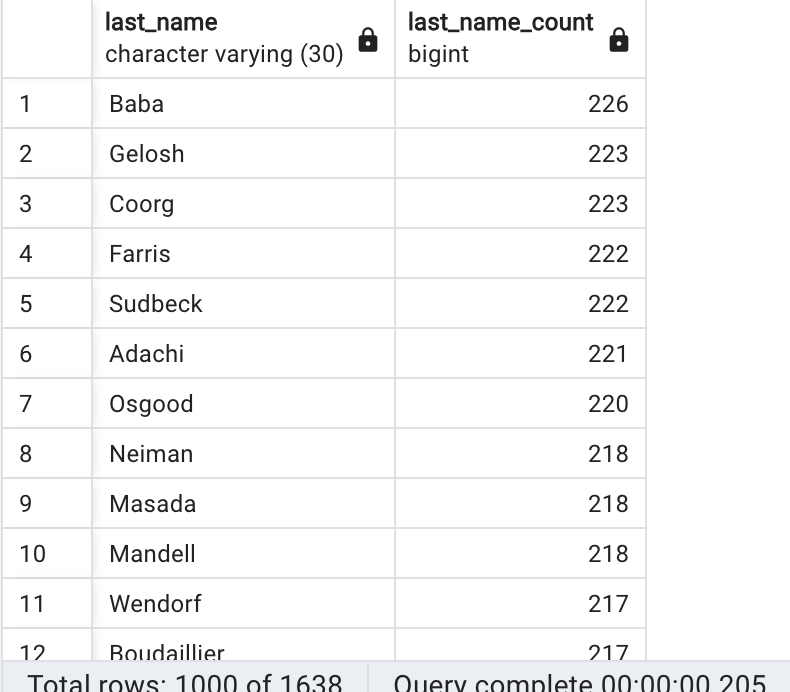 last_name last_name_count
character varying (30) bigint
1 Baba 226
2 Gelosh 223
3 Coorg 223
4 Farris 222
5 Sudbeck 222
6 Adachi 221
7 Osgood 220
8 Neiman 218
9 Masada 218
10 Mandell 218
11 Wendorf 217
12 Boudaillier 217
Total rows: 1000 of 1638 Query complete 00:00:00.205